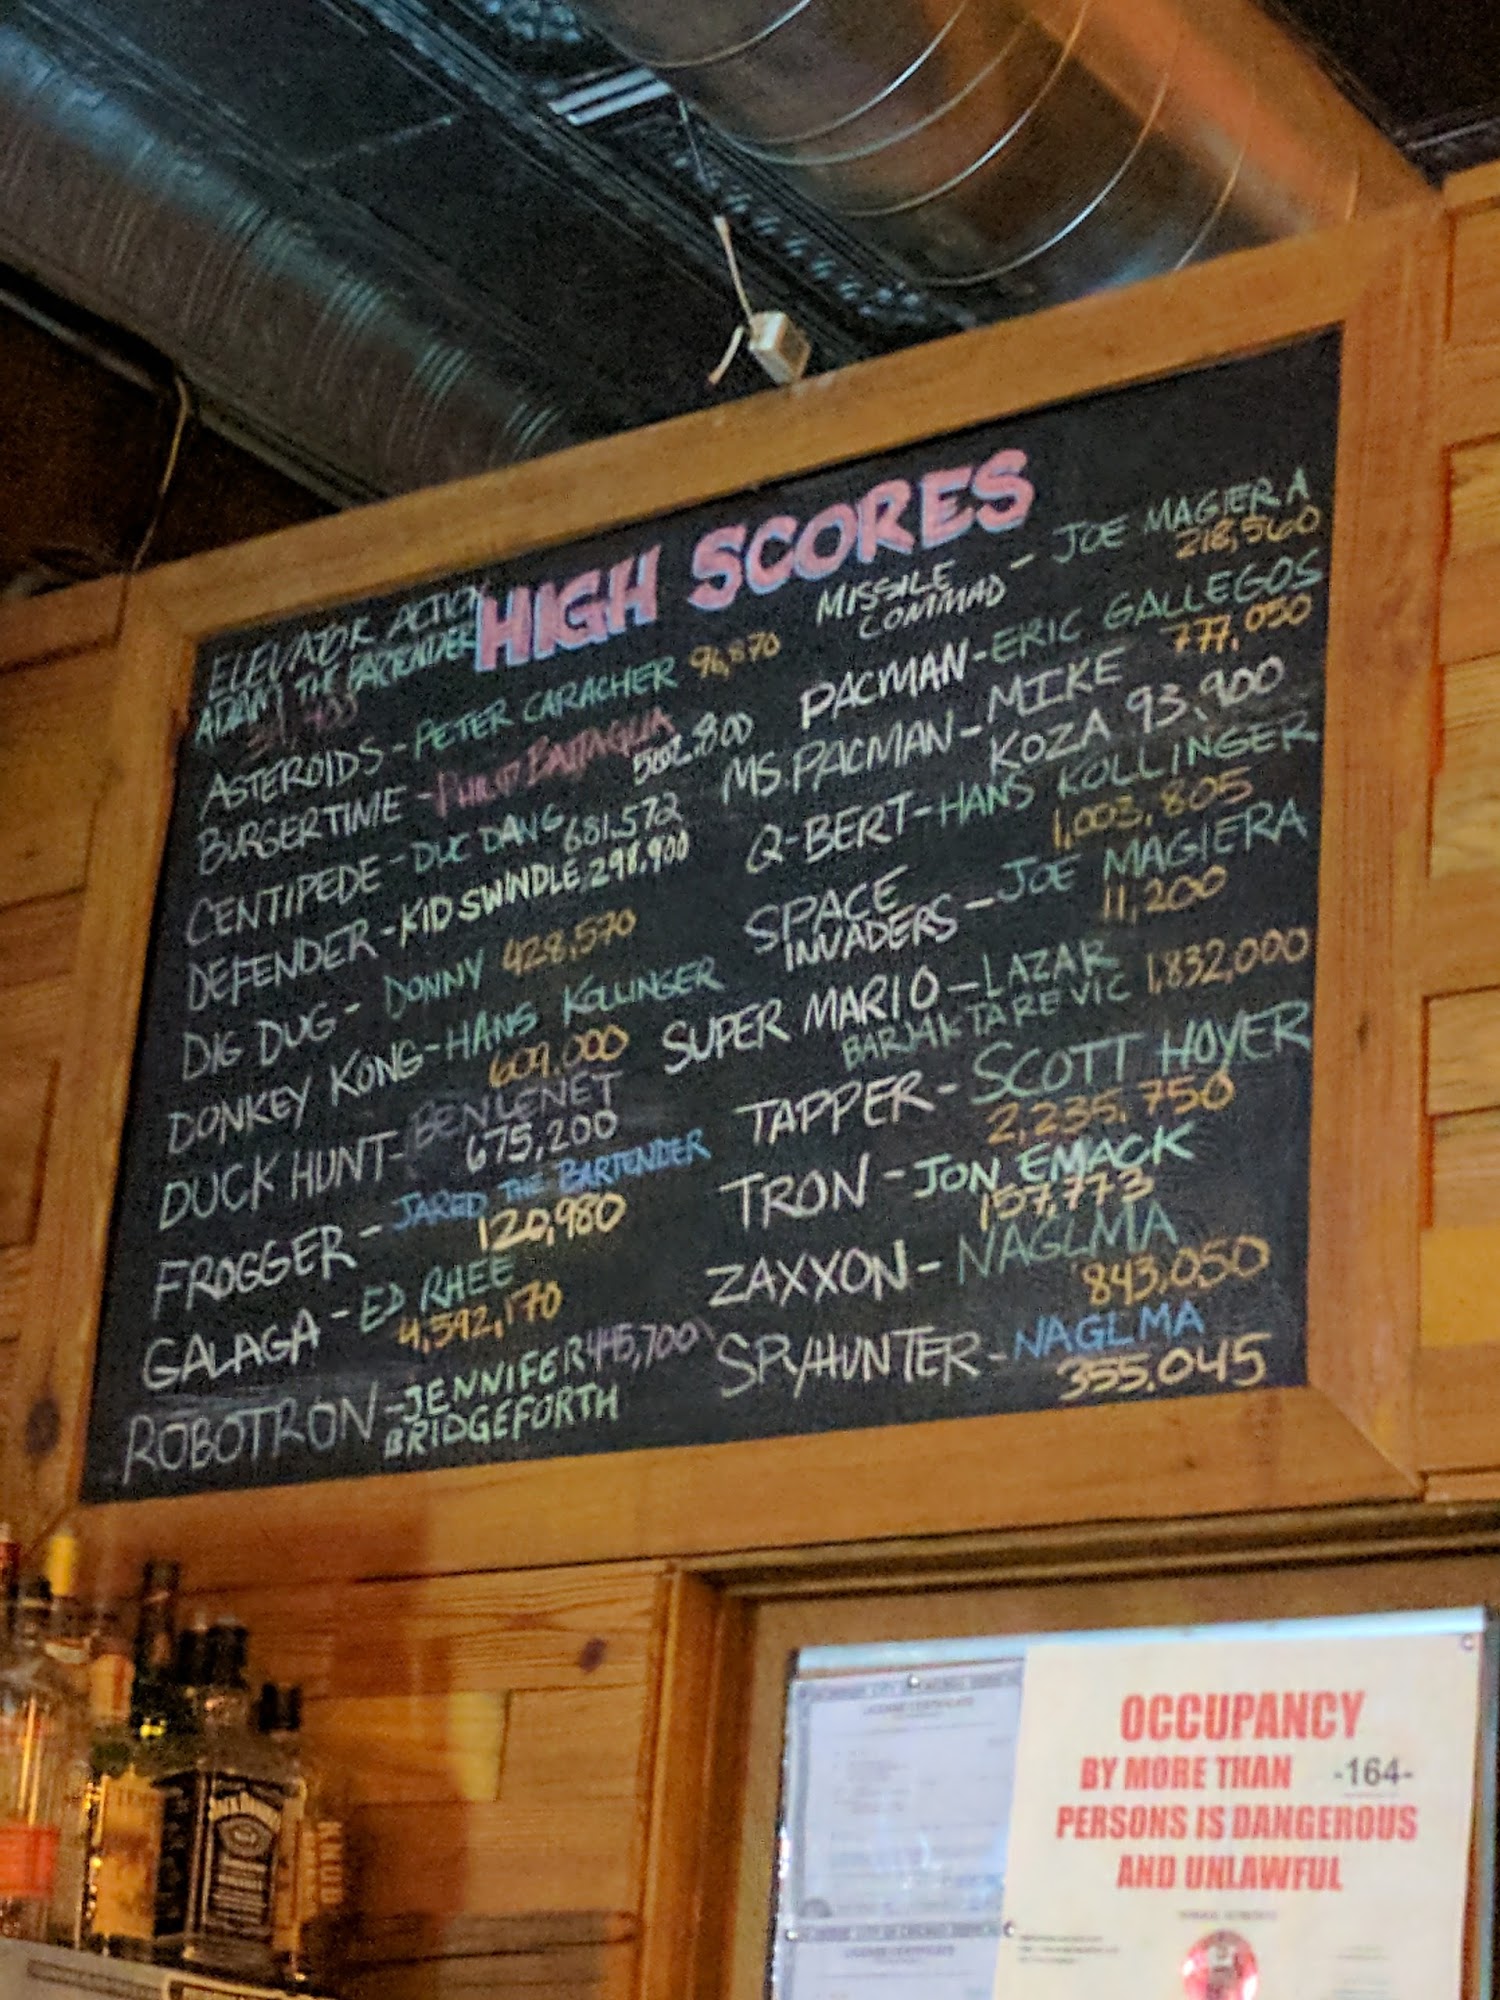 HIGH SCORES
ELEVATOR ACTION
ADAM THE BARTENDER
ASTEROIDS - PETER CARACHER 96,870
BURGERTIME - PHILIP BATTAGLIA
502,800
CENTIPEDE - DUC DANG 681,572
DEFENDER - KID SWINDLE 298,900
DIG DUG - DONNY 428,570
DONKEY KONG - HANS KOLLINGER
609,000
DUCK HUNT - BENLENET
675,200
FROGGER - JARED THE BARTENDER
120,980
GALAGA - ED RHEE
4,592,170
ROBOTRON - JENNIFER 445,700
BRIDGEFORTH
MISSILE
COMMAD - JOE MAGIERA
218,560
PACMAN - ERIC GALLEGOS
777,050
MS. PACMAN - MIKE
KOZA 93,900
Q-BERT - HANS KOLLINGER
1,003,805
SPACE
INVADERS - JOE MAGIERA
11,200
SUPER MARIO - LAZAR
BARJAKTAREVIC 1,832,000
TAPPER - SCOTT HOYER
2,235,750
TRON - JON EMACK
157,773
ZAXXON - NAGLMA
843,050
SPYHUNTER - NAGLMA
355,045
OCCUPANCY
BY MORE THAN -164-
PERSONS IS DANGEROUS
AND UNLAWFUL